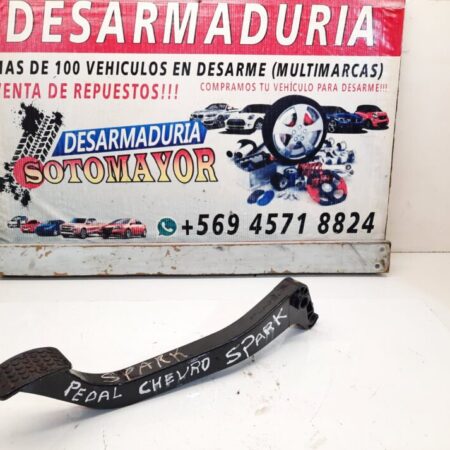 DESARMADURIA
MAS DE 100 VEHICULOS EN DESARME (MULTIMARCAS)
VENTA DE REPUESTOS!!!
COMPRAMOS TU VEHÍCULO PARA DESARME!!!
DESARMADURIA
SOTOMAYOR
+569 4571 8824
SPARK
PEDAL CHEVRO SPARK